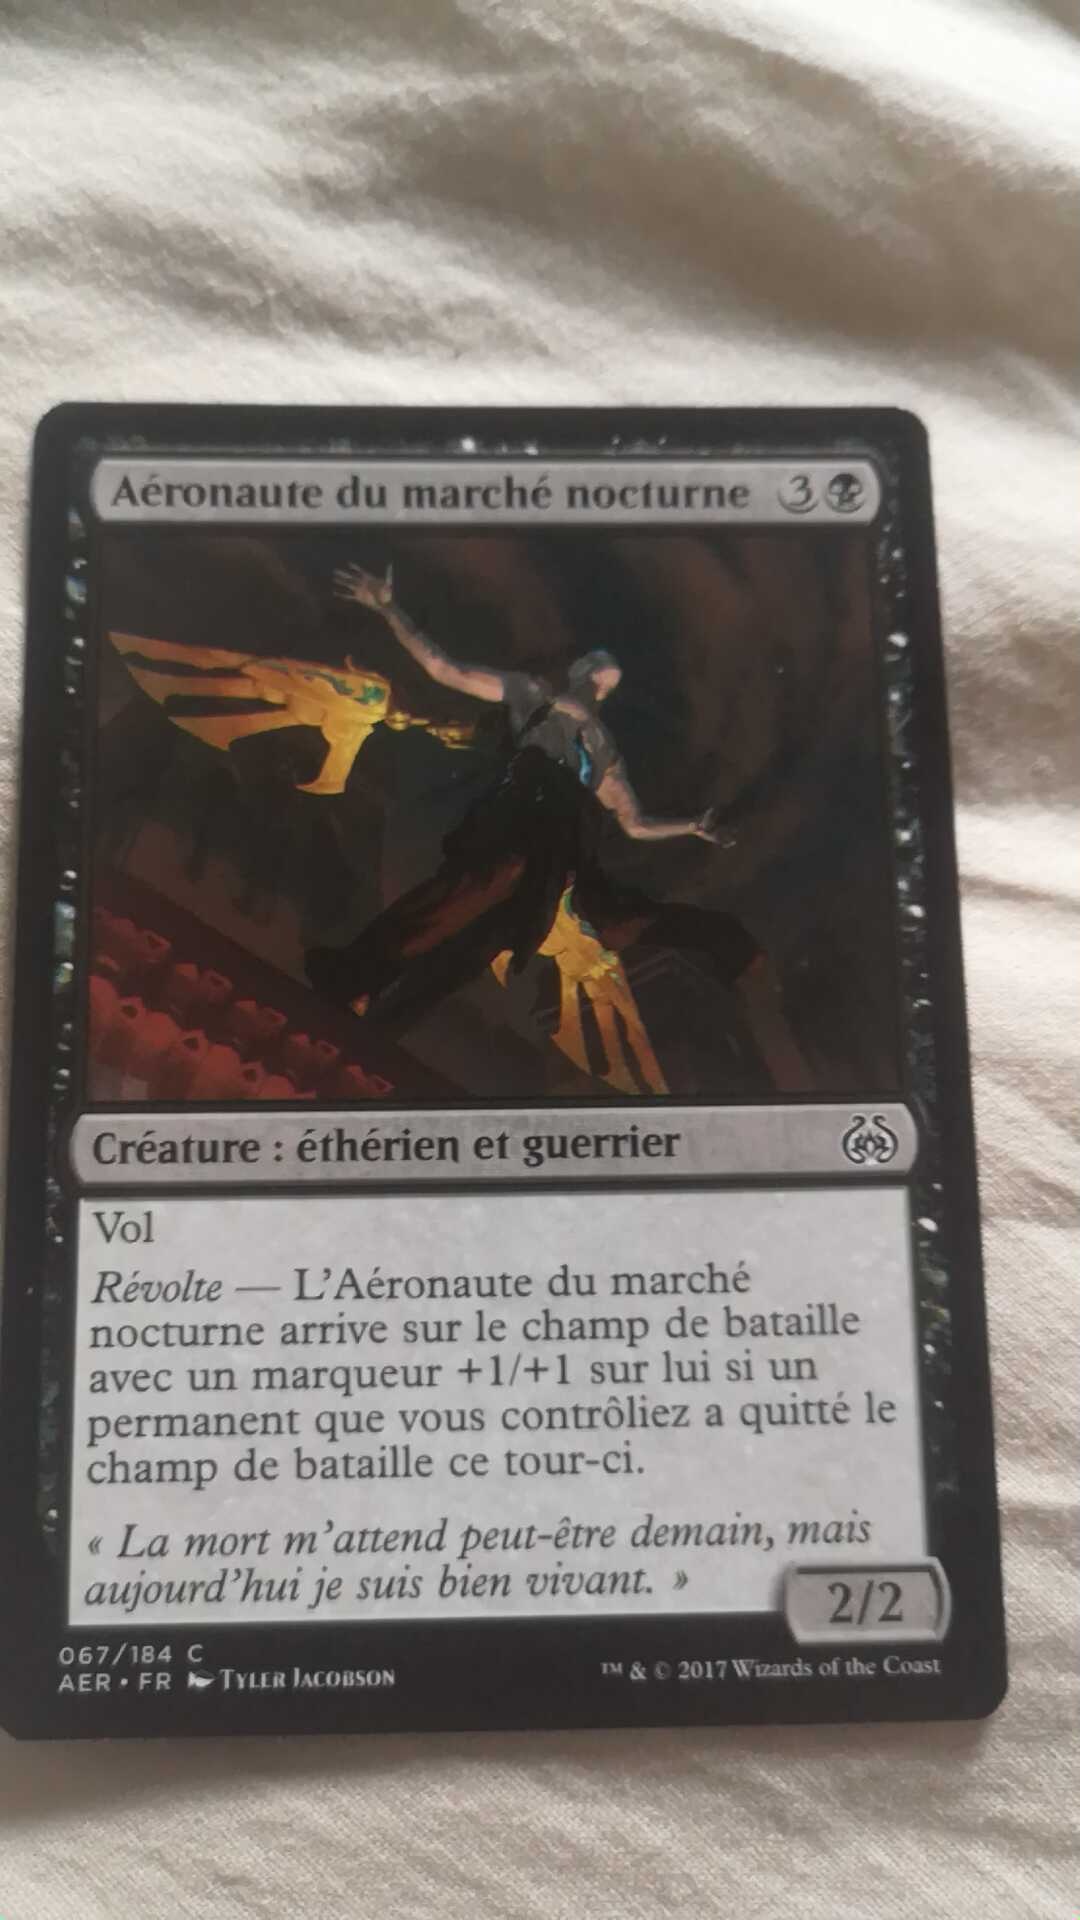 Aéronaute du marché nocturne 3
Créature : éthérien et guerrier
Vol
Révolte — L'Aéronaute du marché
nocturne arrive sur le champ de bataille
avec un marqueur +1/+1 sur lui si un
permanent que vous contrôliez a quitté le
champ de bataille ce tour-ci.
« La mort m'attend peut-être demain, mais
aujourd'hui je suis bien vivant. »
2/2
067/184 C
AER • FR Tyler Jacobson
™ & © 2017 Wizards of the Coast